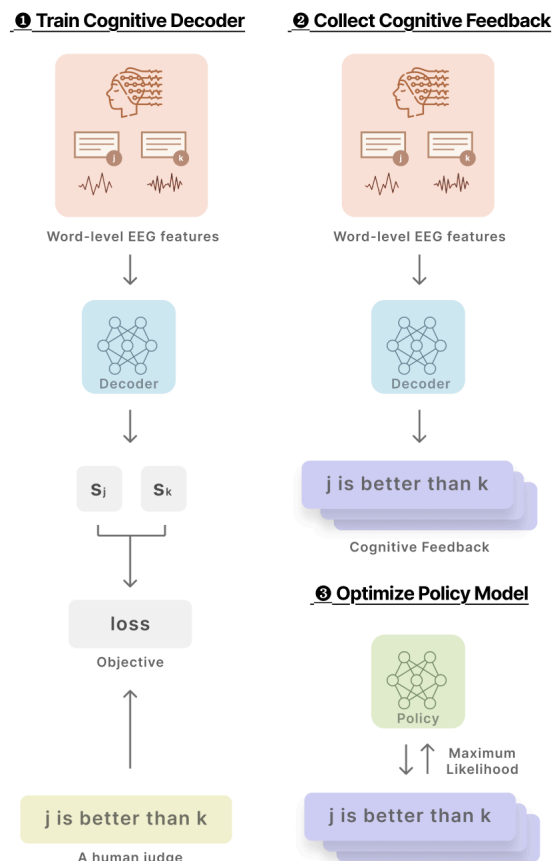 ❶ Train Cognitive Decoder
j
k
Word-level EEG features
Decoder
Sj
Sk
loss
Objective
j is better than k
A human judge
❷ Collect Cognitive Feedback
j
k
Word-level EEG features
Decoder
j is better than k
Cognitive Feedback
❸ Optimize Policy Model
Policy
Maximum
Likelihood
j is better than k